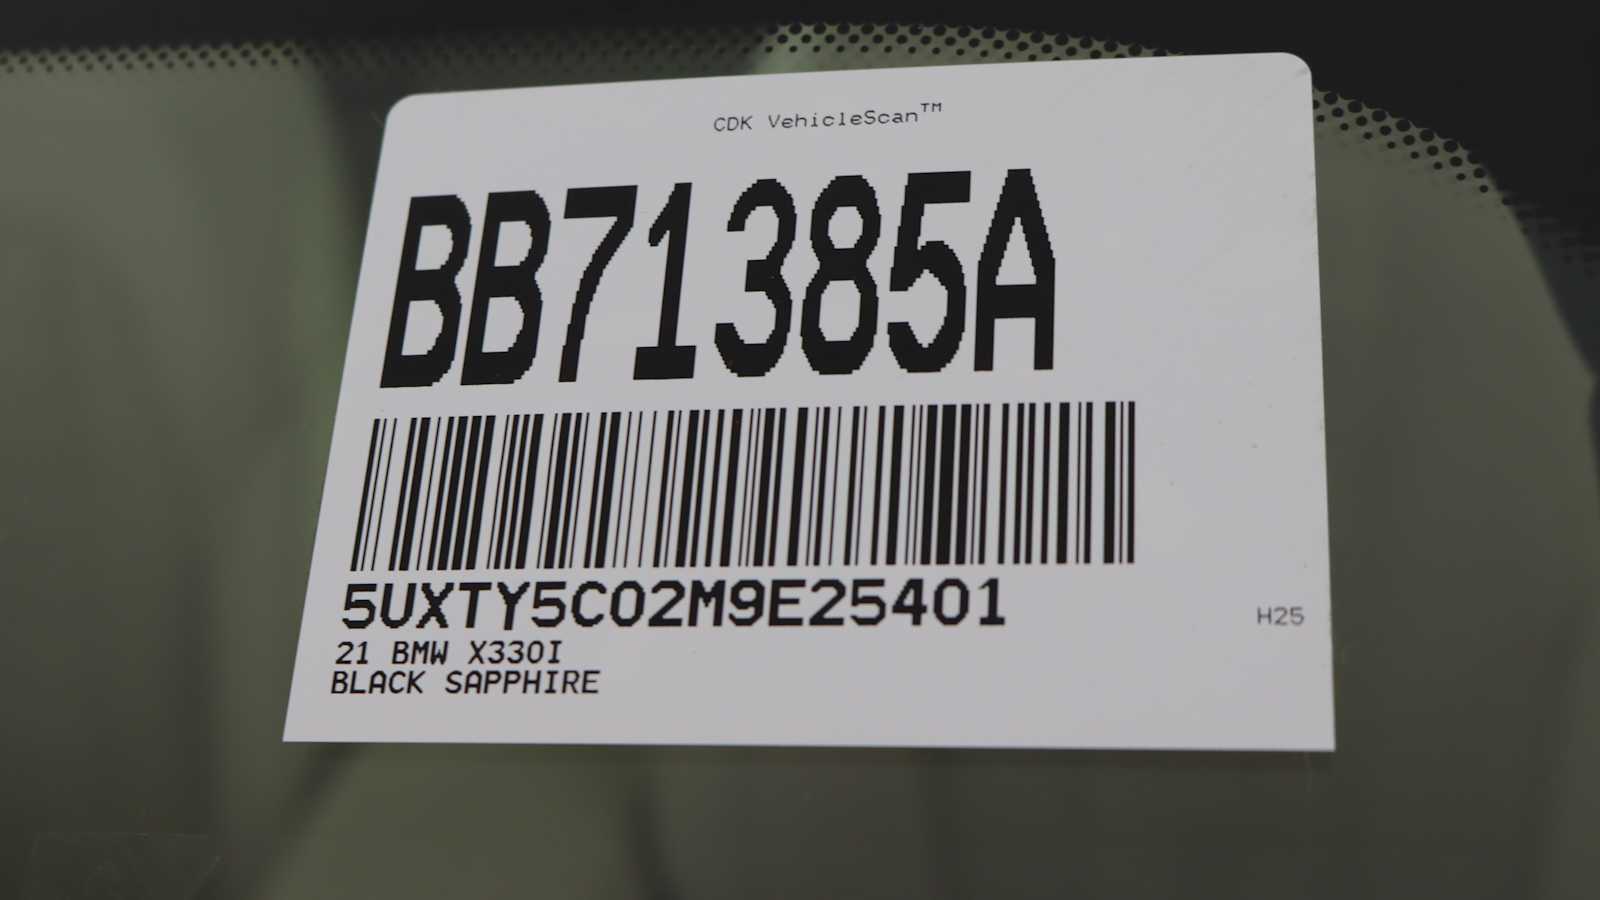 CDK VehicleScan™
BB71385A
5UXTY5C02M9E25401
H25
21 BMW X330I
BLACK SAPPHIRE